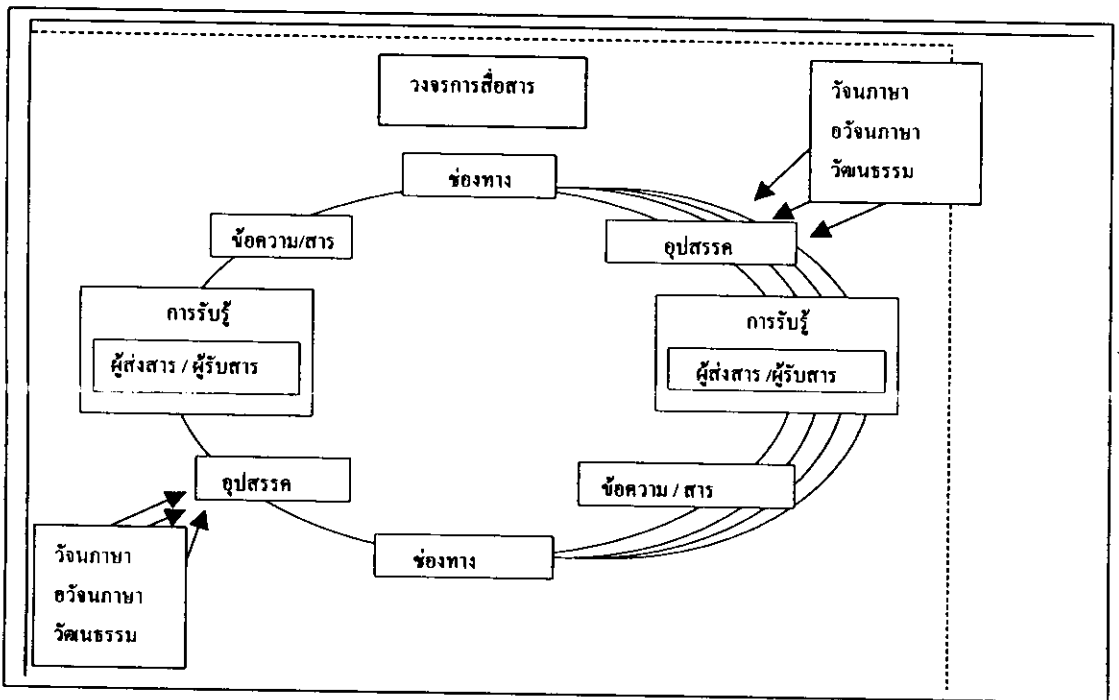 วงจรการสื่อสาร
วัจนภาษา
อวัจนภาษา
วัฒนธรรม
ช่องทาง
ข้อความ/สาร
อุปสรรค
การรับรู้
ผู้ส่งสาร / ผู้รับสาร
การรับรู้
ผู้ส่งสาร /ผู้รับสาร
อุปสรรค
ข้อความ / สาร
ช่องทาง
วัจนภาษา
อวัจนภาษา
วัฒนธรรม